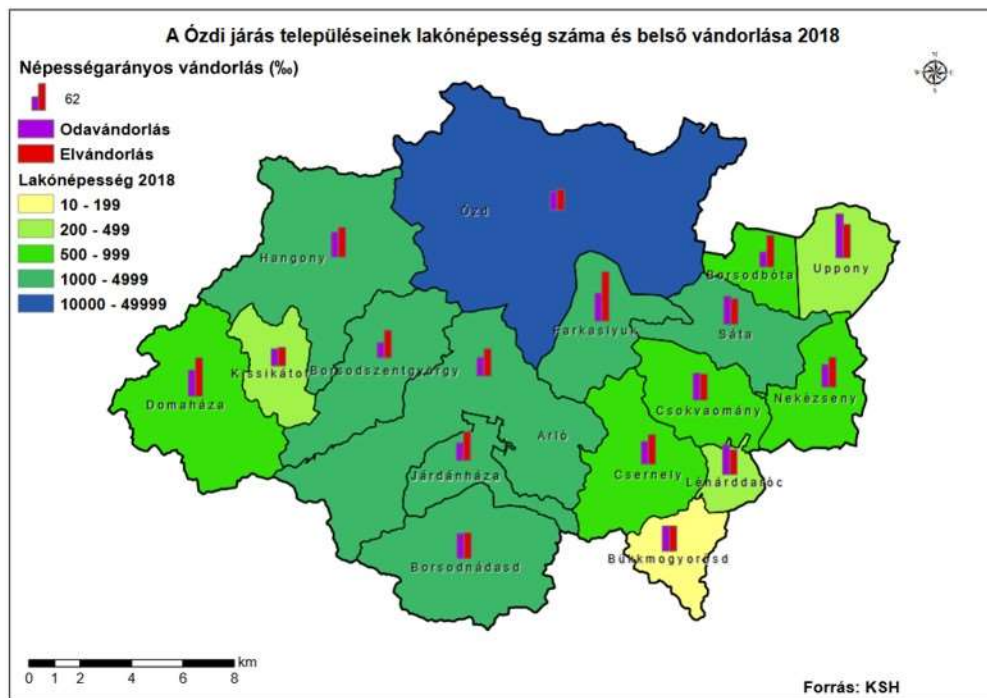 A Ózdi járás településeinek lakónépesség száma és belső vándorlása 2018
Népességarányos vándorlás (‰)
62
Odavándorlás
Elvándorlás
Lakónépesség 2018
10 - 199
200 - 499
500 - 999
1000 - 4999
10000 - 49999
N
E
S
W
Ózd
Hangony
Borsodbóta
Uppony
Farkaslyuk
Sáta
Kissikátor
Borsodszentgyörgy
Domaháza
Csokvaomány
Nekézseny
Arló
Járdánháza
Csernely
Lénárddaróc
Borsodnádasd
Bükkmogyorósd
km
0 1 2 4 6 8
Forrás: KSH